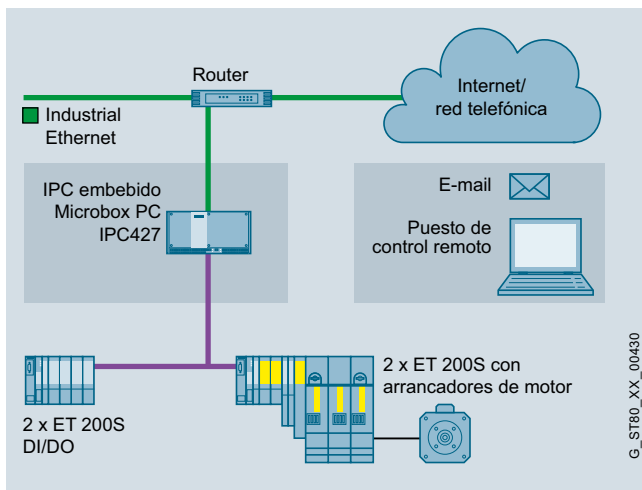 Router
Internet/
red telefónica
Industrial
Ethernet
IPC embebido
Microbox PC
IPC427
E-mail
Puesto de
control remoto
2 x ET 200S
DI/DO
2 x ET 200S con
arrancadores de motor
G_ST80_XX_00430